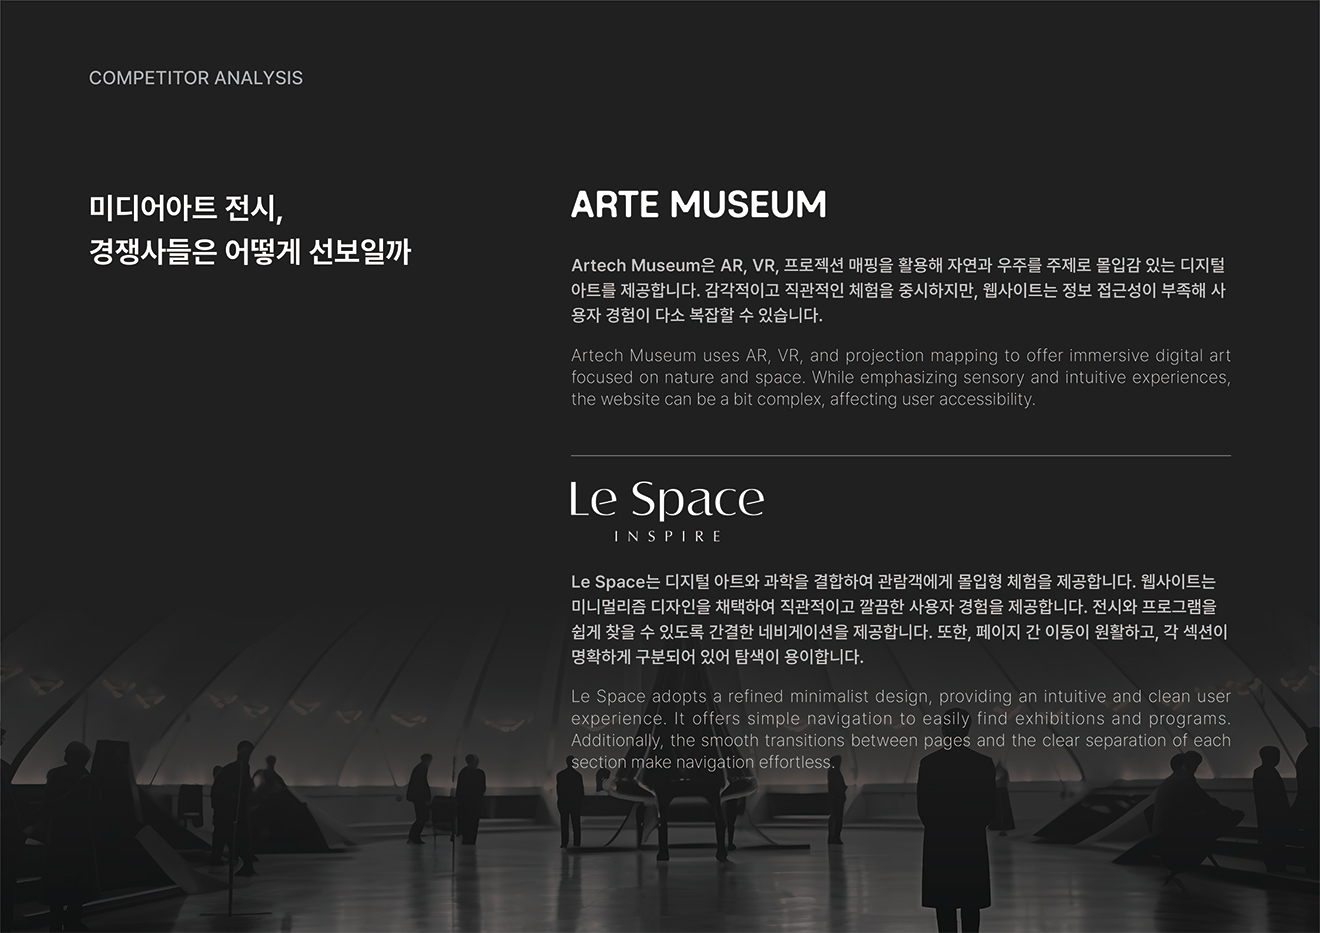 COMPETITOR ANALYSIS
미디어아트 전시,
경쟁사들은 어떻게 선보일까
ARTE MUSEUM
Artech Museum은 AR, VR, 프로젝션 매핑을 활용해 자연과 우주를 주제로 몰입감 있는 디지털
아트를 제공합니다. 감각적이고 직관적인 체험을 중시하지만, 웹사이트는 정보 접근성이 부족해 사
용자 경험이 다소 복잡할 수 있습니다.
Artech Museum uses AR, VR, and projection mapping to offer immersive digital art
focused on nature and space. While emphasizing sensory and intuitive experiences,
the website can be a bit complex, affecting user accessibility.
Le Space
INSPIRE
Le Space는 디지털 아트와 과학을 결합하여 관람객에게 몰입형 체험을 제공합니다. 웹사이트는
미니멀리즘 디자인을 채택하여 직관적이고 깔끔한 사용자 경험을 제공합니다. 전시와 프로그램을
쉽게 찾을 수 있도록 간결한 네비게이션을 제공합니다. 또한, 페이지 간 이동이 원활하고, 각 섹션이
명확하게 구분되어 있어 탐색이 용이합니다.
Le Space adopts a refined minimalist design, providing an intuitive and clean user
experience. It offers simple navigation to easily find exhibitions and programs.
Additionally, the smooth transitions between pages and the clear separation of each
section make navigation effortless.